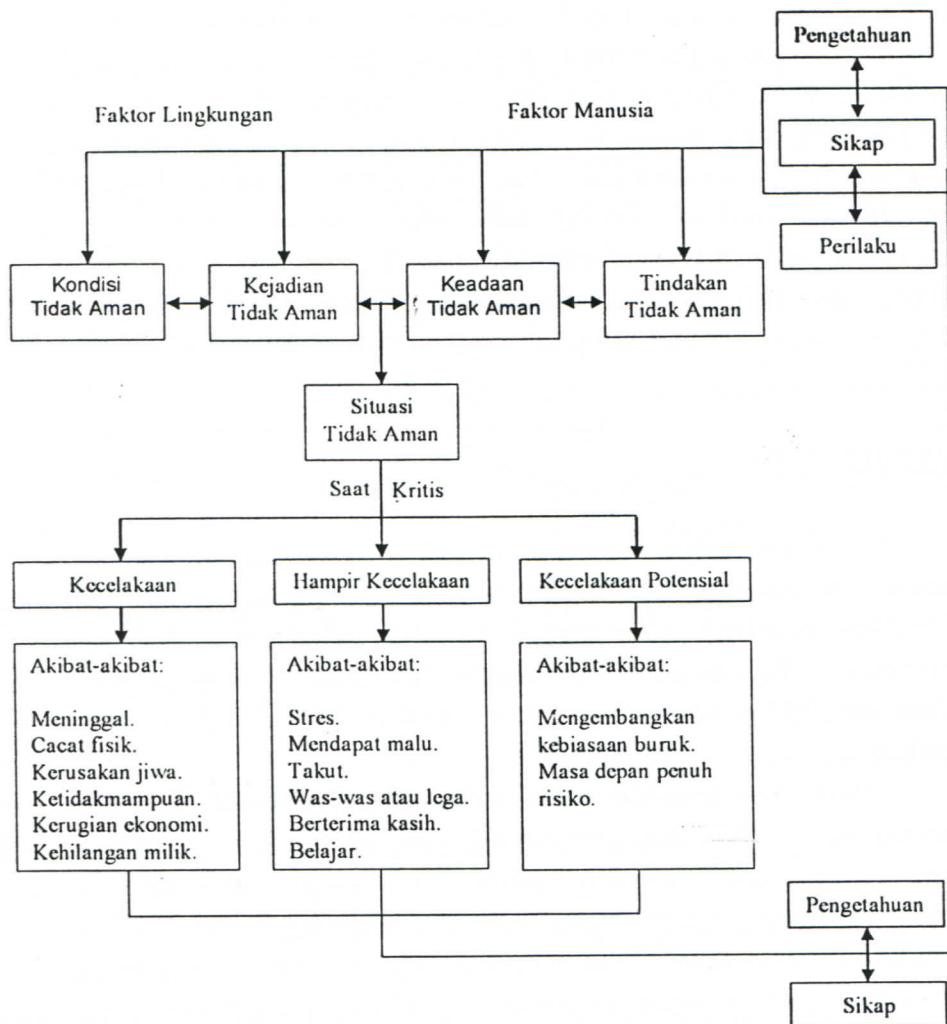 Pengetahuan
Faktor Lingkungan
Faktor Manusia
Sikap
Perilaku
Kondisi
Tidak Aman
Kejadian
Tidak Aman
Keadaan
Tidak Aman
Tindakan
Tidak Aman
Situasi
Tidak Aman
Saat Kritis
Kecelakaan
Hampir Kecelakaan
Kecelakaan Potensial
Akibat-akibat:
Meninggal.
Cacat fisik.
Kerusakan jiwa.
Ketidakmampuan.
Kerugian ekonomi.
Kehilangan milik.
Akibat-akibat:
Stres.
Mendapat malu.
Takut.
Was-was atau lega.
Berterima kasih.
Belajar.
Akibat-akibat:
Mengembangkan
kebiasaan buruk.
Masa depan penuh
risiko.
Pengetahuan
Sikap